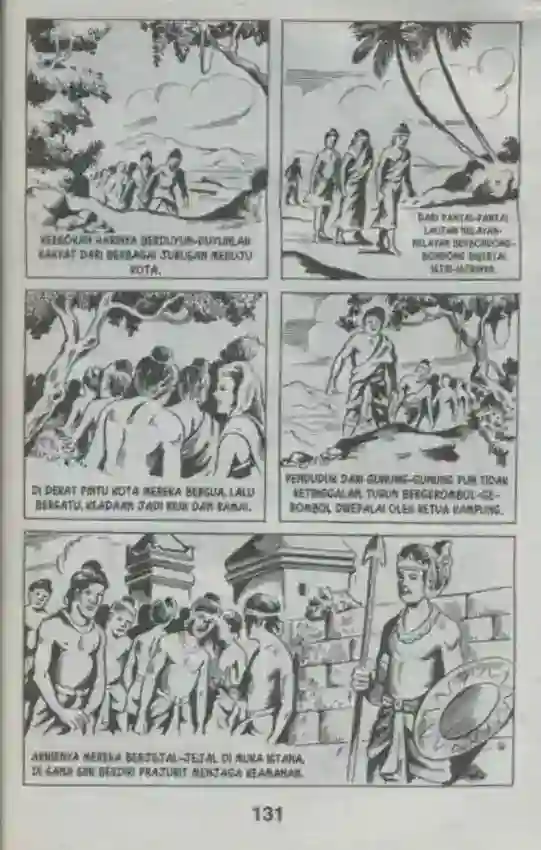 KEESOKAN HARINYA BERDUYUN-DUYUNLAH
RAKYAT DARI BERBAGAI JURUSAN MENUJU
KOTA.
DARI PANTAI-PANTAI
LAUTAN NELAYAN-
NELAYAN BERBONDONG-
BONDONG DISERTAI
ISTRI-ISTRINYA.
DI DEKAT PINTU KOTA MEREKA BERSUA, LALU
BERSATU, KEADAAN JADI RIUH DAN RAMAI.
PENDUDUK DARI GUNUNG-GUNUNG PUN TIDAK
KETINGGALAN, TURUN BERGEROMBOL-GE-
ROMBOL DIKEPALAI OLEH KETUA KAMPUNG.
AKHIRNYA MEREKA BERJEJAL-JEJAL DI MUKA ISTANA,
DI SANA SINI BERDIRI PRAJURIT MENJAGA KEAMANAN.
131